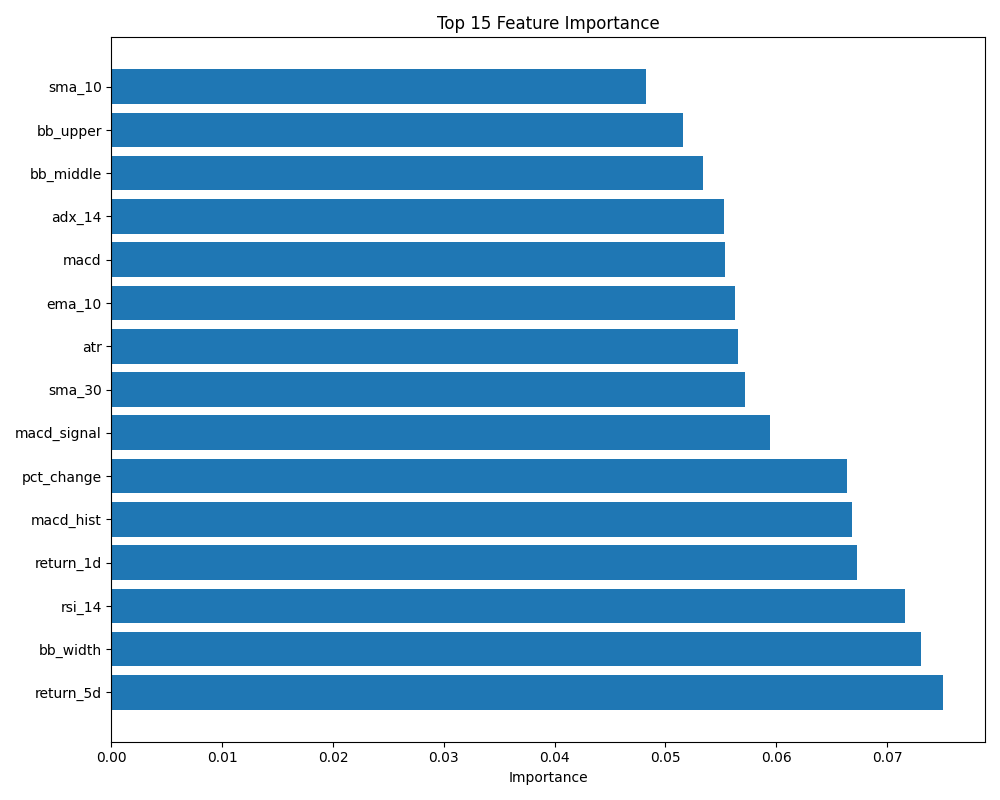 Top 15 Feature Importance
sma_10
bb_upper
bb_middle
adx_14
macd
ema_10
atr
sma_30
macd_signal
pct_change
macd_hist
return_1d
rsi_14
bb_width
return_5d
0.00 0.01 0.02 0.03 0.04 0.05 0.06 0.07
Importance